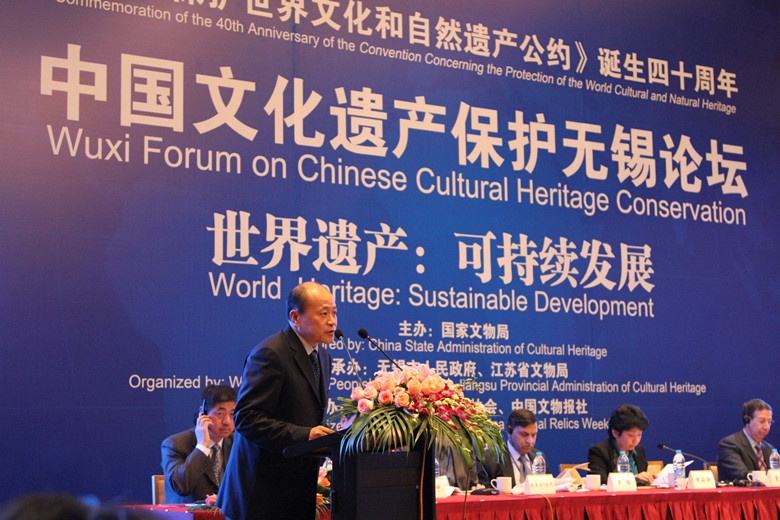 世界文化和自然遗产公约》诞生四十周年
Commemoration of the 40th Anniversary of the Convention Concerning the Protection of the World Cultural and Natural Heritage
中国文化遗产保护无锡论坛
Wuxi Forum on Chinese Cultural Heritage Conservation
世界遗产：可持续发展
World Heritage: Sustainable Development
主办：国家文物局
by: China State Administration of Cultural Heritage
承办：无锡市人民政府、江苏省文物局
Organized by: Provincial Administration of Cultural Heritage
中国文物报社
Relics Week